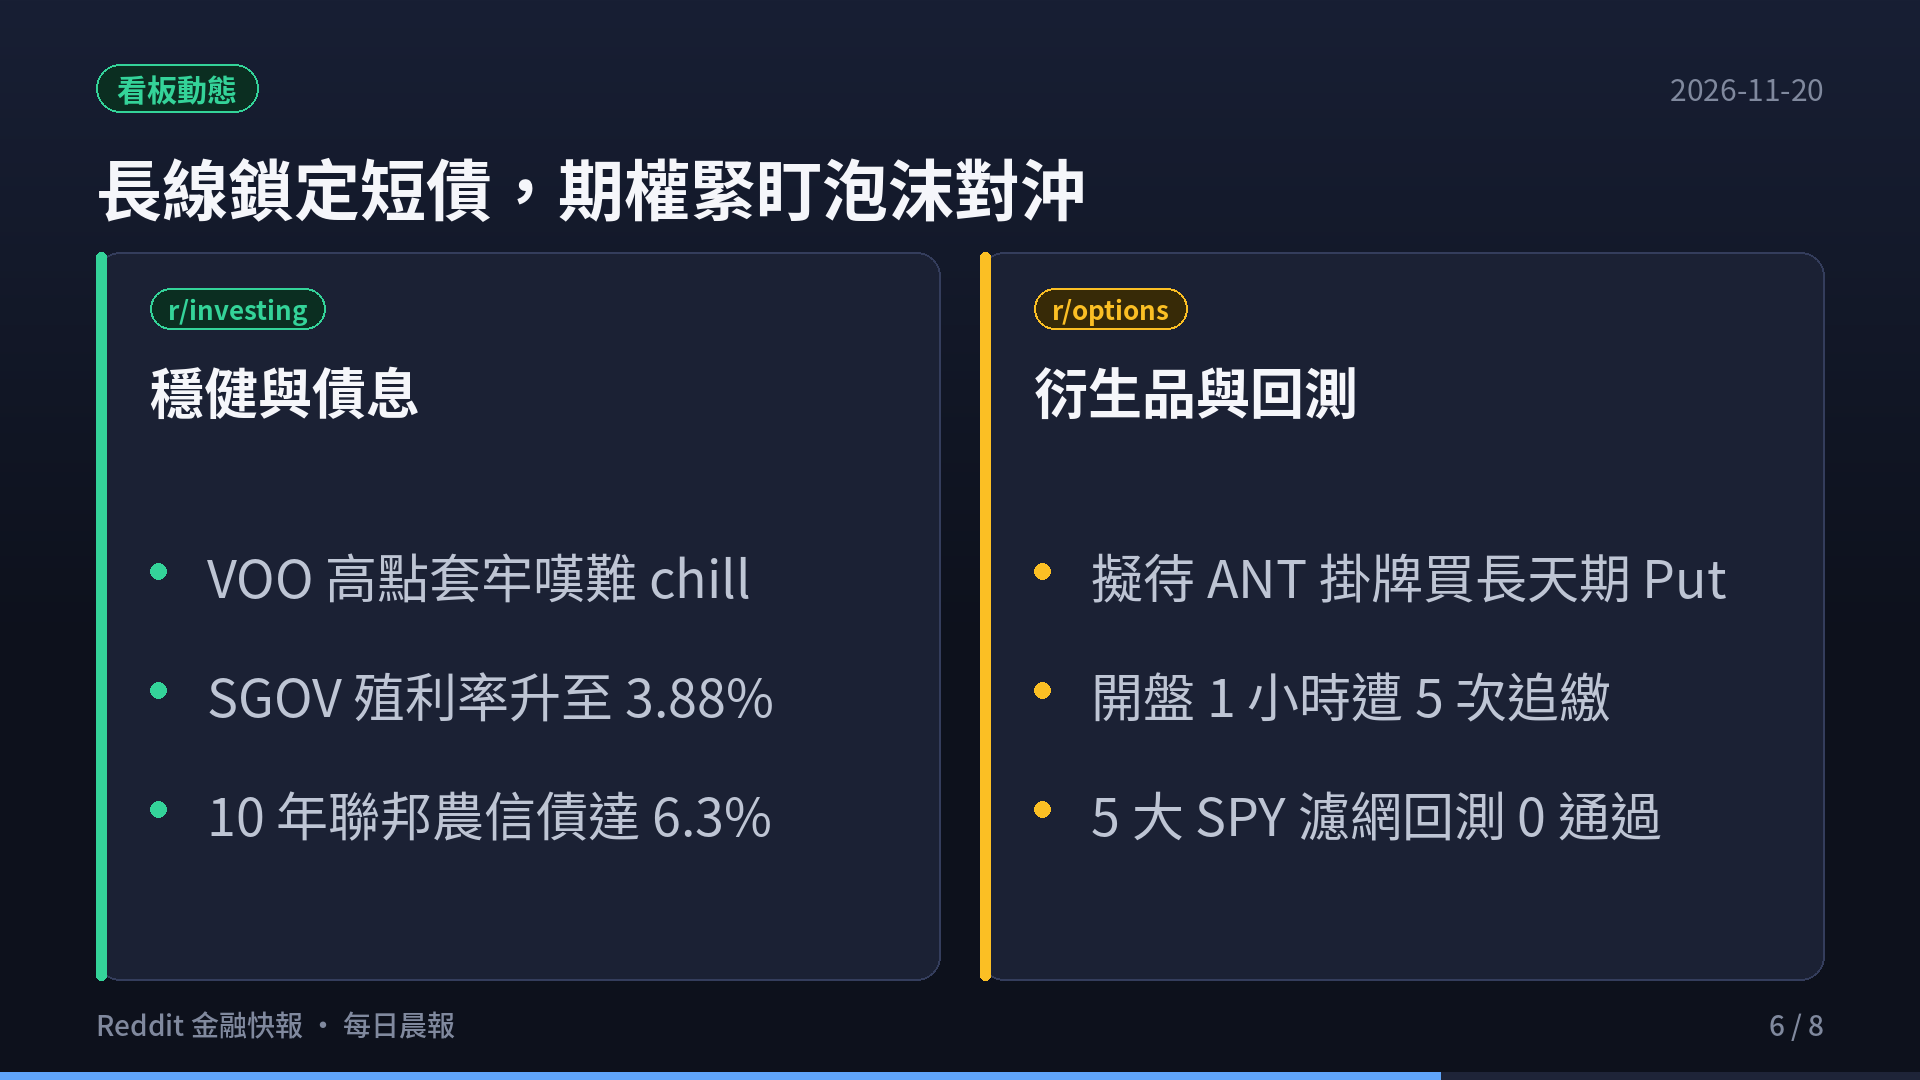 看板動態
2026-11-20
長線鎖定短債，期權緊盯泡沫對沖
r/investing
穩健與債息
VOO 高點套牢嘆難 chill
SGOV 殖利率升至 3.88%
10 年聯邦農信債達 6.3%
r/options
衍生品與回測
擬待 ANT 掛牌買長天期 Put
開盤 1 小時遭 5 次追繳
5 大 SPY 濾網回測 0 通過
Reddit 金融快報 • 每日晨報
6 / 8